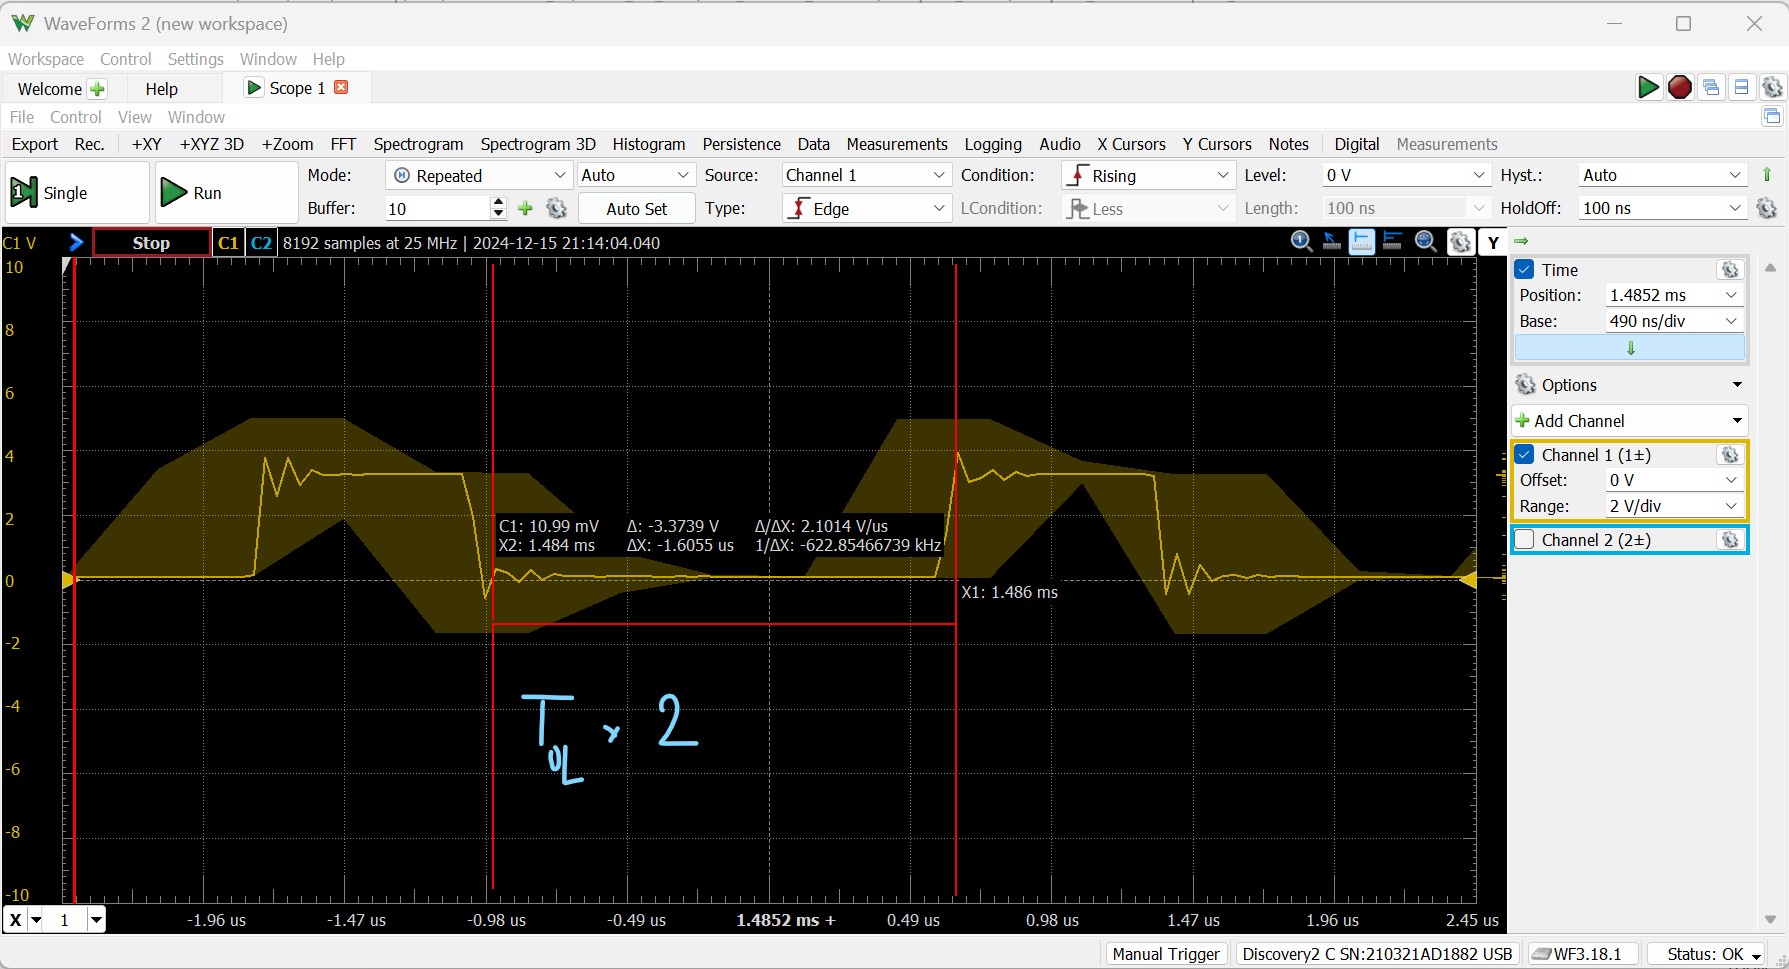 WaveForms 2 (new workspace)
Workspace Control Settings Window Help
Welcome Help Scope 1
File Control View Window
Export Rec. +XY +XYZ 3D +Zoom FFT Spectrogram Spectrogram 3D Histogram Persistence Data Measurements Logging Audio X Cursors Y Cursors Notes Digital Measurements
Single Run Mode: Repeated Auto Source: Channel 1 Condition: Rising Level: 0 V Hyst.: Auto
Buffer: 10 Auto Set Type: Edge LCondition: Less Length: 100 ns HoldOff: 100 ns
C1 V Stop C1 C2 8192 samples at 25 MHz | 2024-12-15 21:14:04.040 Y
10
8
6
4
2
0
-2
-4
-6
-8
-10
C1: 10.99 mV Δ: -3.3739 V Δ/ΔX: 2.1014 V/us
X2: 1.484 ms ΔX: -1.6055 us 1/ΔX: -622.85466739 kHz
X1: 1.486 ms
T0L × 2
X 1 -1.96 us -1.47 us -0.98 us -0.49 us 1.4852 ms + 0.49 us 0.98 us 1.47 us 1.96 us 2.45 us
Time
Position: 1.4852 ms
Base: 490 ns/div
Options
Add Channel
Channel 1 (1±)
Offset: 0 V
Range: 2 V/div
Channel 2 (2±)
Manual Trigger Discovery2 C SN:210321AD1882 USB WF3.18.1 Status: OK